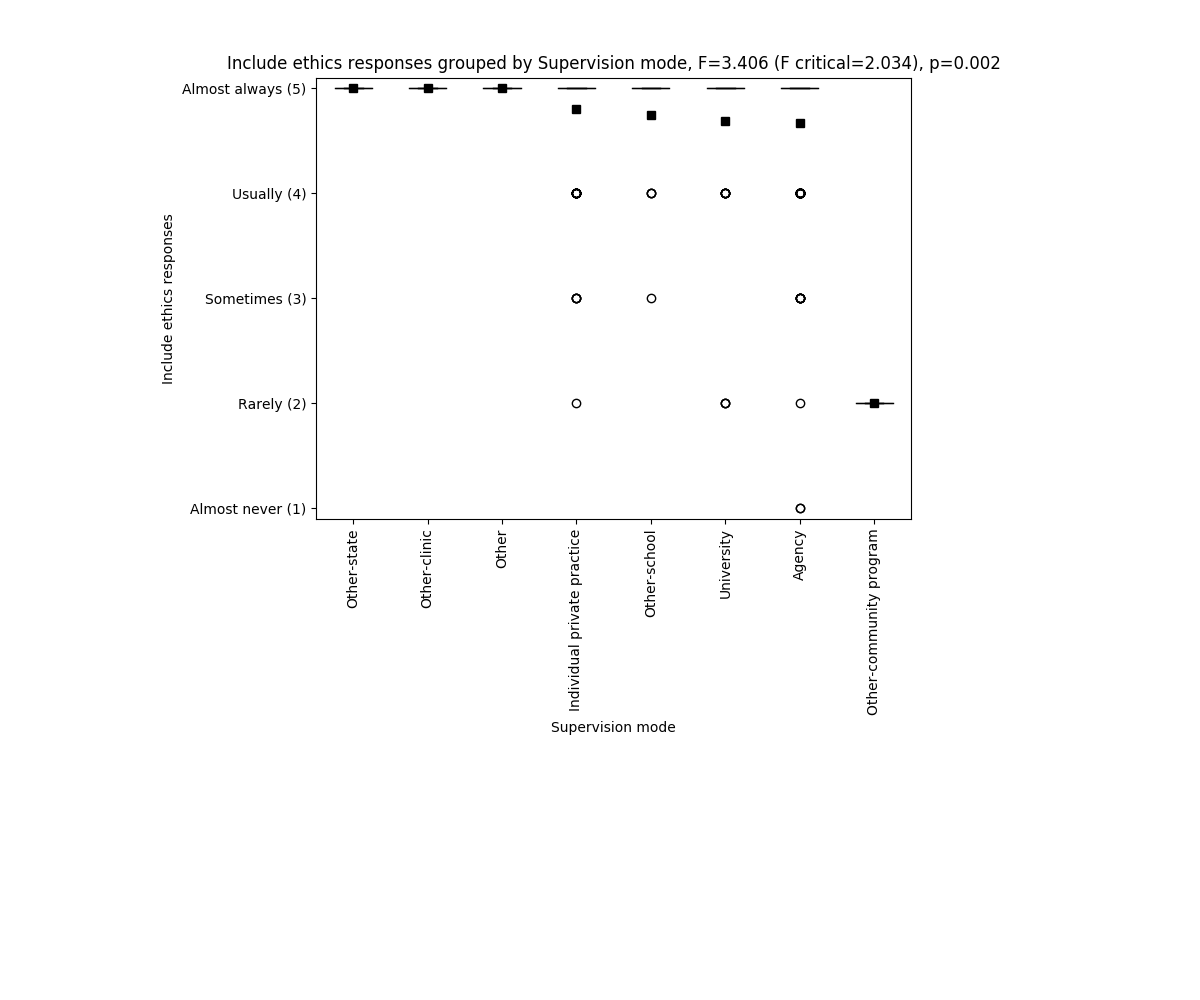 Include ethics responses grouped by Supervision mode, F=3.406 (F critical=2.034), p=0.002
Almost always (5)
Usually (4)
Sometimes (3)
Rarely (2)
Almost never (1)
Include ethics responses
Other-state
Other-clinic
Other
Individual private practice
Other-school
University
Agency
Other-community program
Supervision mode